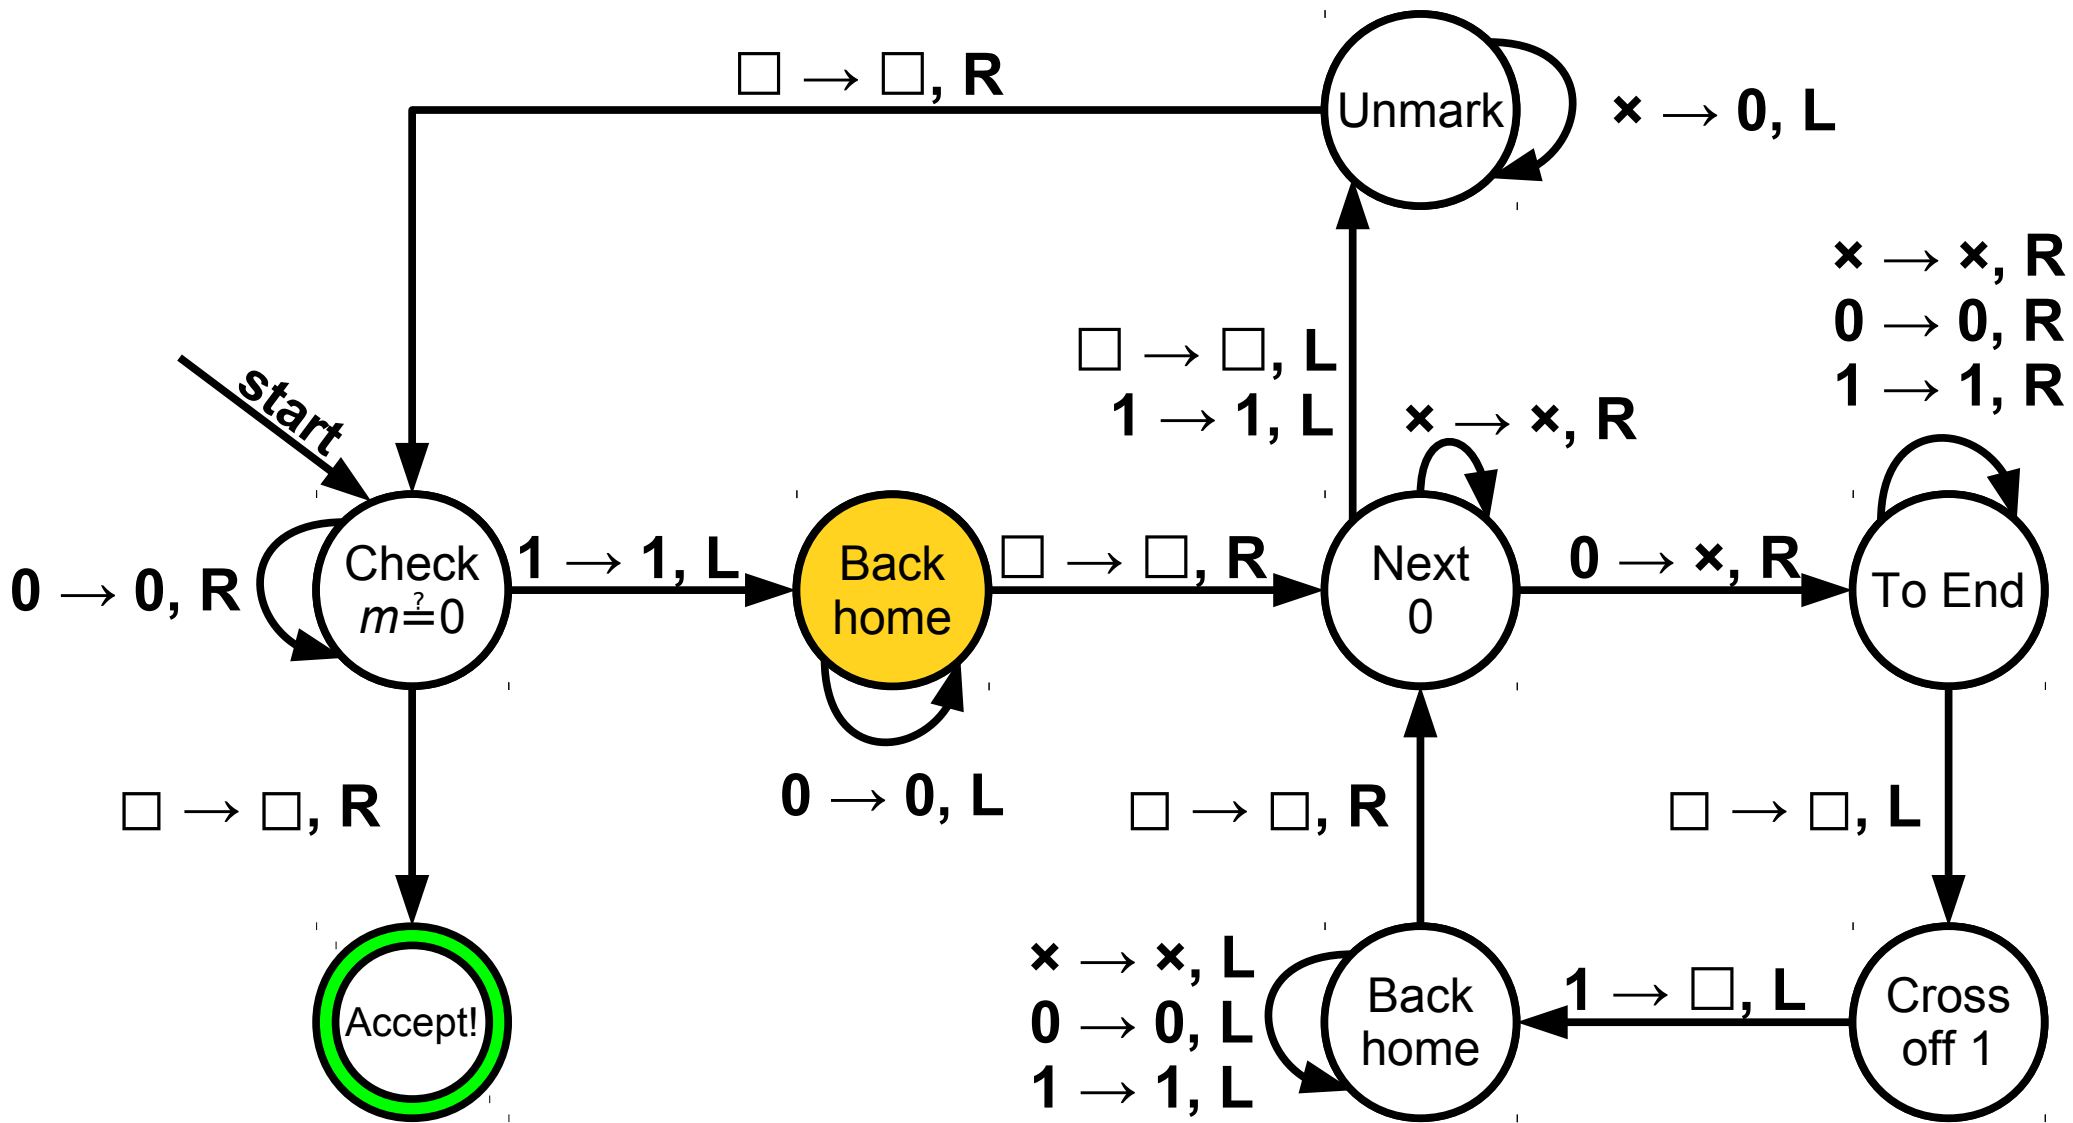 □ → □, R
Unmark
× → 0, L
× → ×, R
0 → 0, R
1 → 1, R
□ → □, L
1 → 1, L
× → ×, R
start
0 → 0, R
Check
m≟0
1 → 1, L
Back
home
□ → □, R
Next
0
0 → ×, R
To End
0 → 0, L
□ → □, R
□ → □, R
□ → □, L
Accept!
× → ×, L
0 → 0, L
1 → 1, L
Back
home
1 → □, L
Cross
off 1